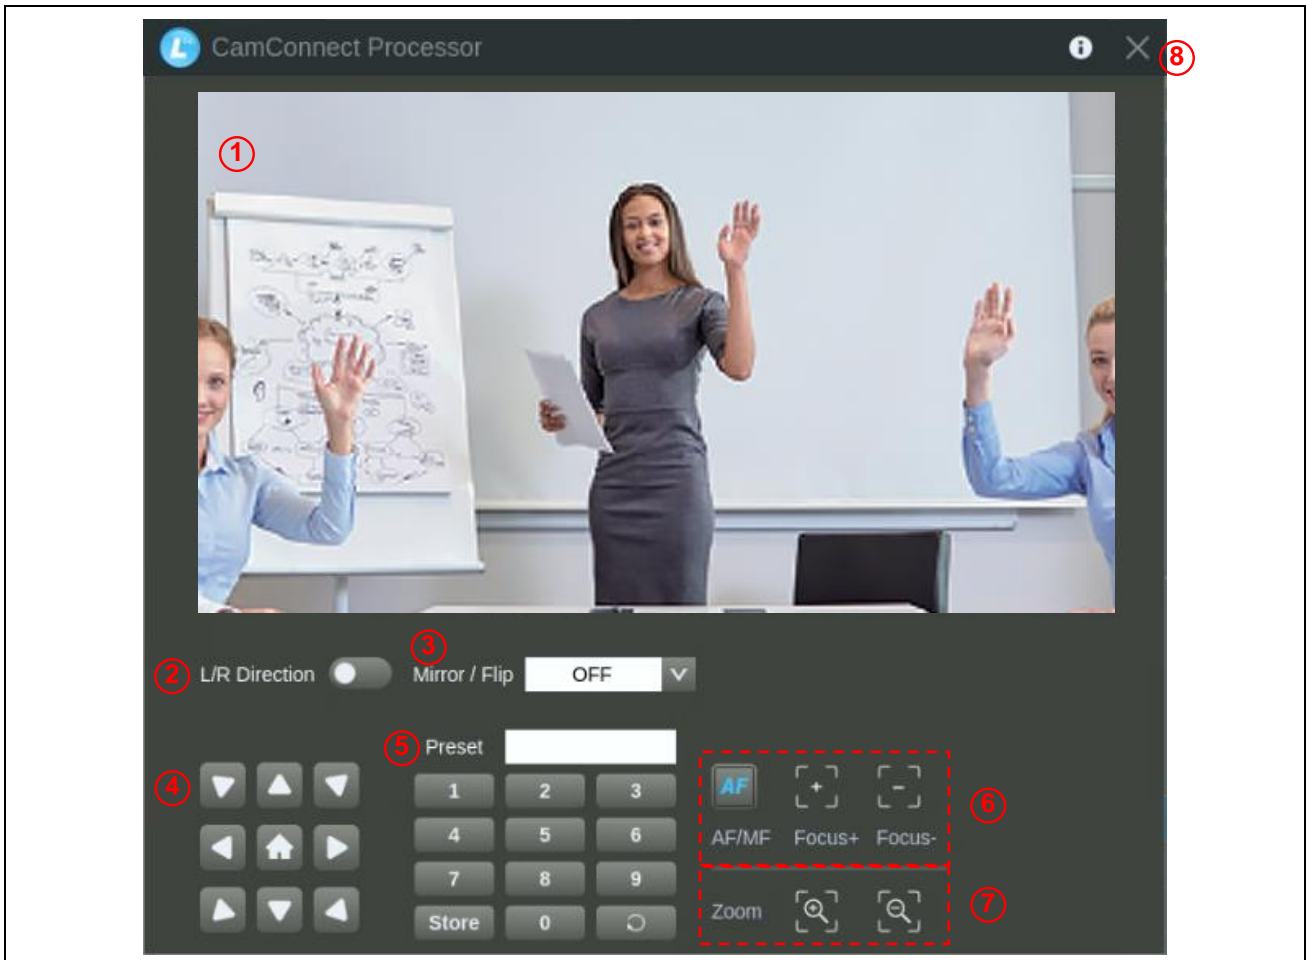 CamConnect Processor
8
1
3
2 L/R Direction Mirror / Flip OFF
5 Preset
4
1 2 3
AF
6
4 5 6
AF/MF Focus+ Focus-
7 8 9
7
Zoom
Store 0